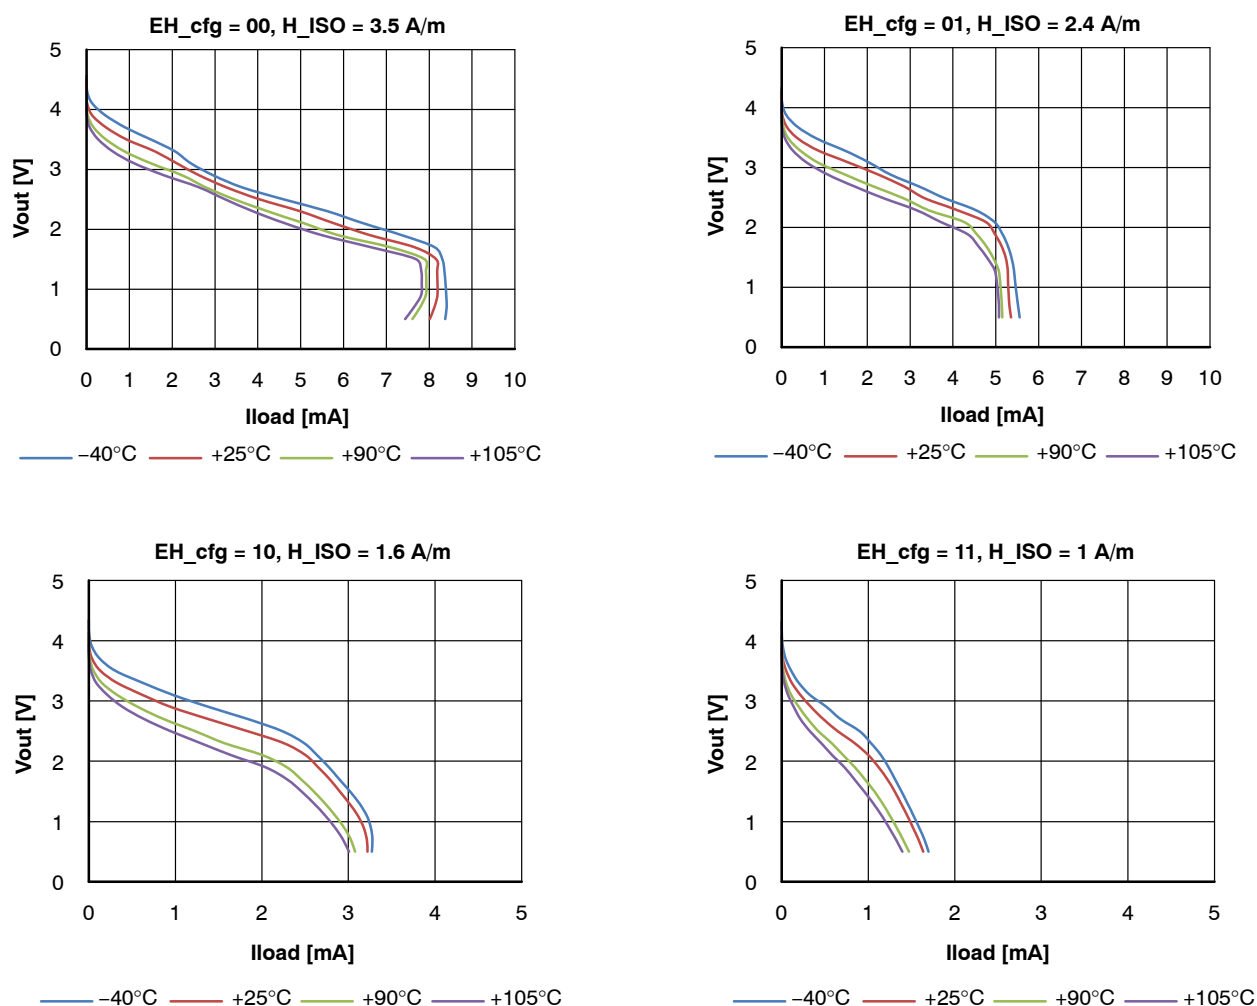 EH_cfg = 00, H_ISO = 3.5 A/m
5
4
3
2
1
0
Vout [V]
0 1 2 3 4 5 6 7 8 9 10
Iload [mA]
−40°C +25°C +90°C +105°C
EH_cfg = 01, H_ISO = 2.4 A/m
5
4
3
2
1
0
Vout [V]
0 1 2 3 4 5 6 7 8 9 10
Iload [mA]
−40°C +25°C +90°C +105°C
EH_cfg = 10, H_ISO = 1.6 A/m
5
4
3
2
1
0
Vout [V]
0 1 2 3 4 5
Iload [mA]
−40°C +25°C +90°C +105°C
EH_cfg = 11, H_ISO = 1 A/m
5
4
3
2
1
0
Vout [V]
0 1 2 3 4 5
Iload [mA]
−40°C +25°C +90°C +105°C